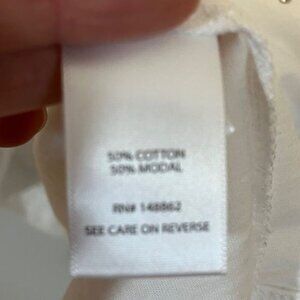 50% COTTON
50% MODAL
RN# 148862
SEE CARE ON REVERSE